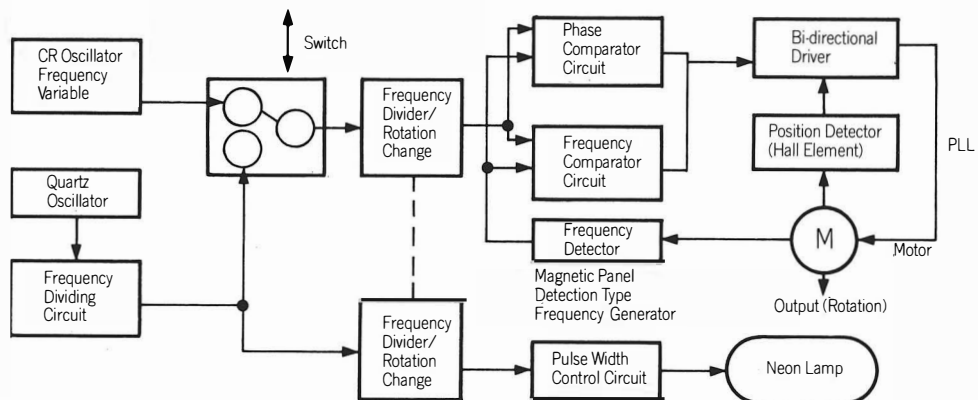 CR Oscillator
Frequency
Variable
Switch
Quartz
Oscillator
Frequency
Dividing
Circuit
Frequency
Divider/
Rotation
Change
Frequency
Divider/
Rotation
Change
Phase
Comparator
Circuit
Frequency
Comparator
Circuit
Frequency
Detector
Magnetic Panel
Detection Type
Frequency Generator
Pulse Width
Control Circuit
Bi-directional
Driver
Position Detector
(Hall Element)
PLL
M
Motor
Output (Rotation)
Neon Lamp